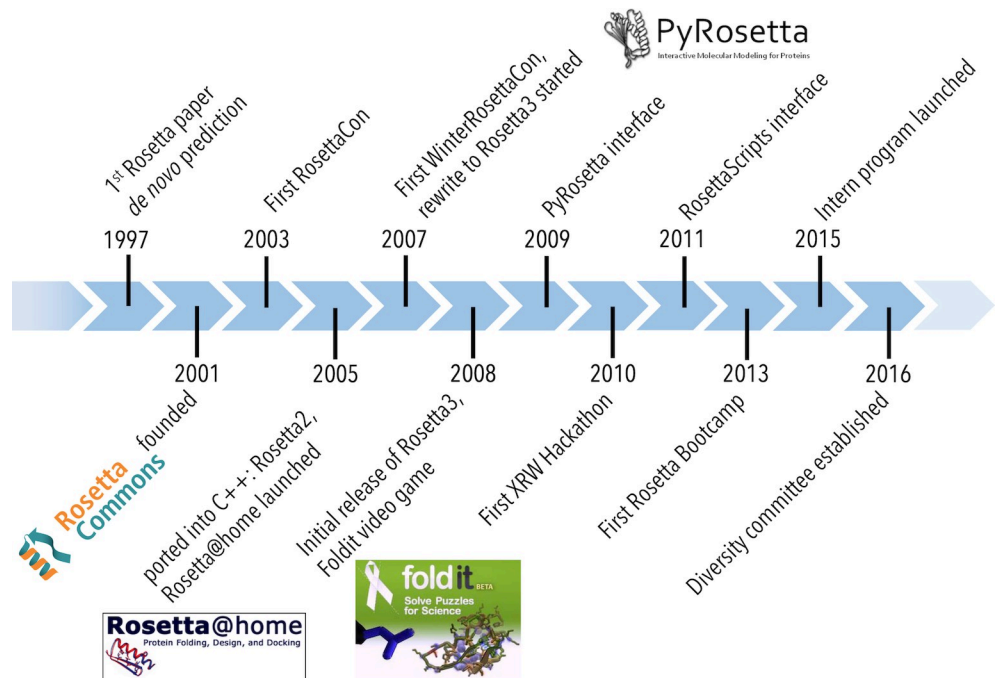 PyRosetta
Interactive Molecular Modeling for Proteins
1st Rosetta paper
de novo prediction
1997
First RosettaCon
2003
First WinterRosettaCon,
rewrite to Rosetta3 started
2007
PyRosetta interface
2009
RosettaScripts interface
2011
Intern program launched
2015
2001
Rosetta
Commons
founded
2005
ported into C++: Rosetta2,
Rosetta@home launched
2008
Initial release of Rosetta3,
Foldit video game
2010
First XRW Hackathon
2013
First Rosetta Bootcamp
2016
Diversity committee established
Rosetta@home
Protein Folding, Design, and Docking
foldit BETA
Solve Puzzles
for Science